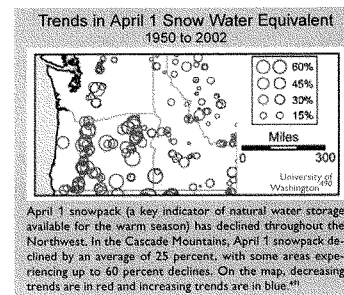 Trends in April 1 Snow Water Equivalent
1950 to 2002
60%
45%
30%
15%
Miles
0 300
University of
Washington⁴⁹⁰
April 1 snowpack (a key indicator of natural water storage
available for the warm season) has declined throughout the
Northwest. In the Cascade Mountains, April 1 snowpack de-
clined by an average of 25 percent, with some areas expe-
riencing up to 60 percent declines. On the map, decreasing
trends are in red and increasing trends are in blue.